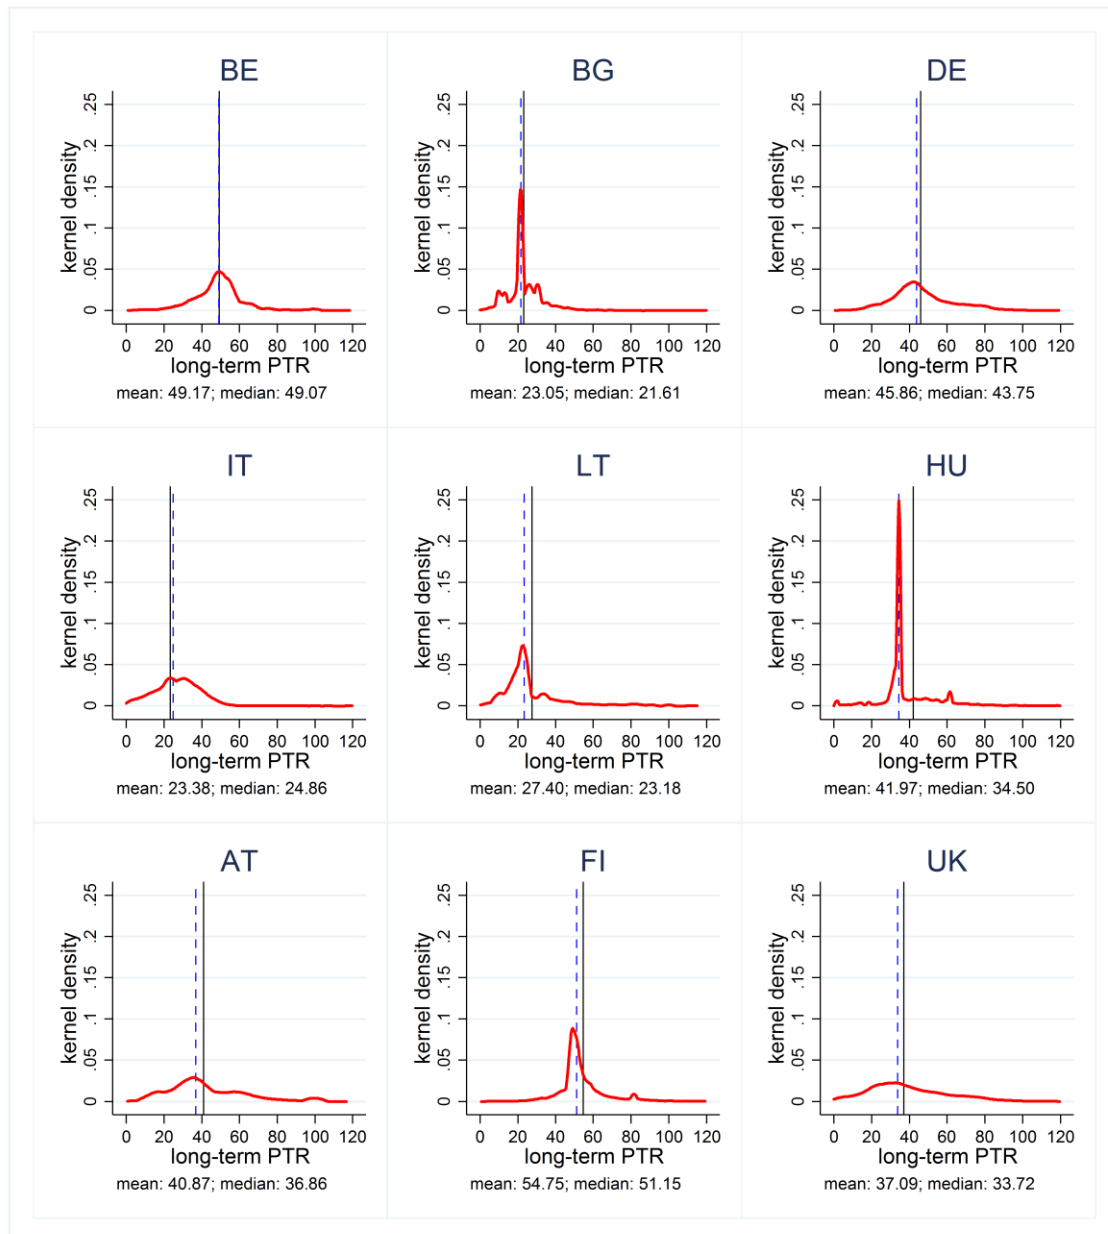 BE
kernel density
0 .05 .1 .15 .2 .25
0 20 40 60 80 100 120
long-term PTR
mean: 49.17; median: 49.07
BG
kernel density
0 .05 .1 .15 .2 .25
0 20 40 60 80 100 120
long-term PTR
mean: 23.05; median: 21.61
DE
kernel density
0 .05 .1 .15 .2 .25
0 20 40 60 80 100 120
long-term PTR
mean: 45.86; median: 43.75
IT
kernel density
0 .05 .1 .15 .2 .25
0 20 40 60 80 100 120
long-term PTR
mean: 23.38; median: 24.86
LT
kernel density
0 .05 .1 .15 .2 .25
0 20 40 60 80 100 120
long-term PTR
mean: 27.40; median: 23.18
HU
kernel density
0 .05 .1 .15 .2 .25
0 20 40 60 80 100 120
long-term PTR
mean: 41.97; median: 34.50
AT
kernel density
0 .05 .1 .15 .2 .25
0 20 40 60 80 100 120
long-term PTR
mean: 40.87; median: 36.86
FI
kernel density
0 .05 .1 .15 .2 .25
0 20 40 60 80 100 120
long-term PTR
mean: 54.75; median: 51.15
UK
kernel density
0 .05 .1 .15 .2 .25
0 20 40 60 80 100 120
long-term PTR
mean: 37.09; median: 33.72